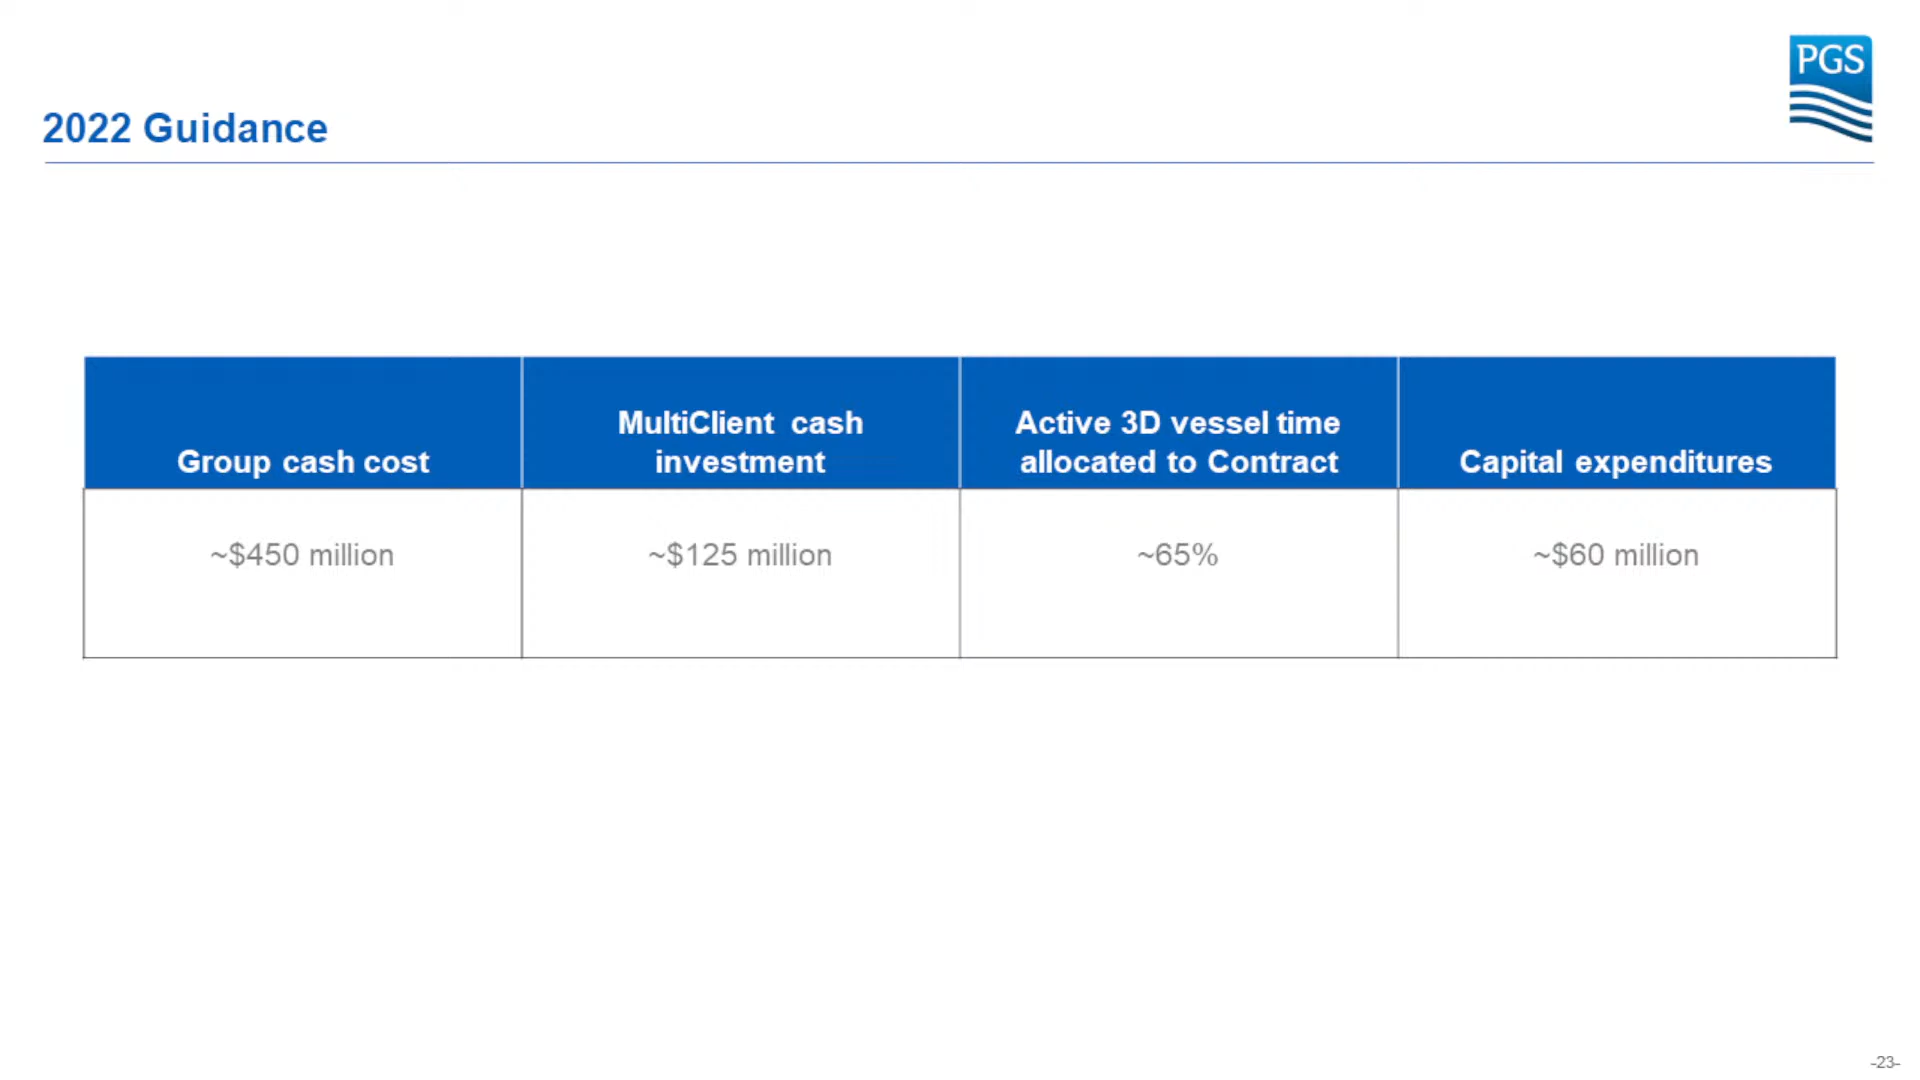 PGS
2022 Guidance
Group cash cost
MultiClient cash
investment
Active 3D vessel time
allocated to Contract
Capital expenditures
~$450 million
~$125 million
~65%
~$60 million
-23-